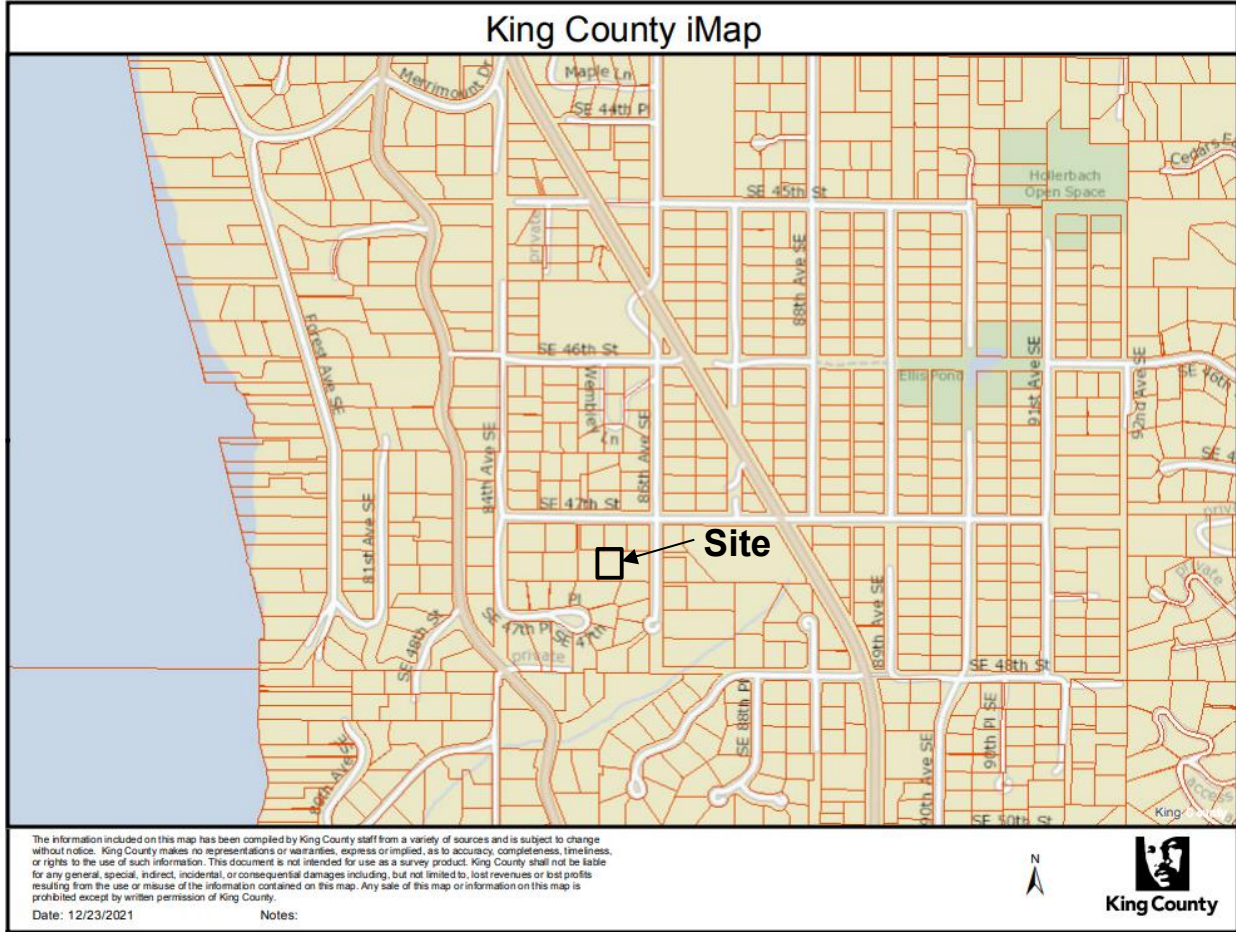 King County iMap
Merrimount Dr
Maple Ln
SE 44th Pl
Cedars Ea
Hollerbach
Open Space
SE 45th St
private
88th Ave SE
Forest Ave SE
SE 46th St
Wembley
Ln
Ellis Pond
91st Ave SE
92nd Ave SE
SE 46th
84th Ave SE
86th Ave SE
SE 4
SE 47th St
81st Ave SE
Site
private
Pl
SE 47th Pl
SE 47th
private
SE 48th St
89th Ave SE
SE 48th St
SE 88th Pl
90th Pl SE
80th Ave SE
90th Ave SE
SE 50th St
access
King County
The information included on this map has been compiled by King County staff from a variety of sources and is subject to change
without notice. King County makes no representations or warranties, express or implied, as to accuracy, completeness, timeliness,
or rights to the use of such information. This document is not intended for use as a survey product. King County shall not be liable
for any general, special, indirect, incidental, or consequential damages including, but not limited to, lost revenues or lost profits
resulting from the use or misuse of the information contained on this map. Any sale of this map or information on this map is
prohibited except by written permission of King County.
Date: 12/23/2021 Notes:
N
King County